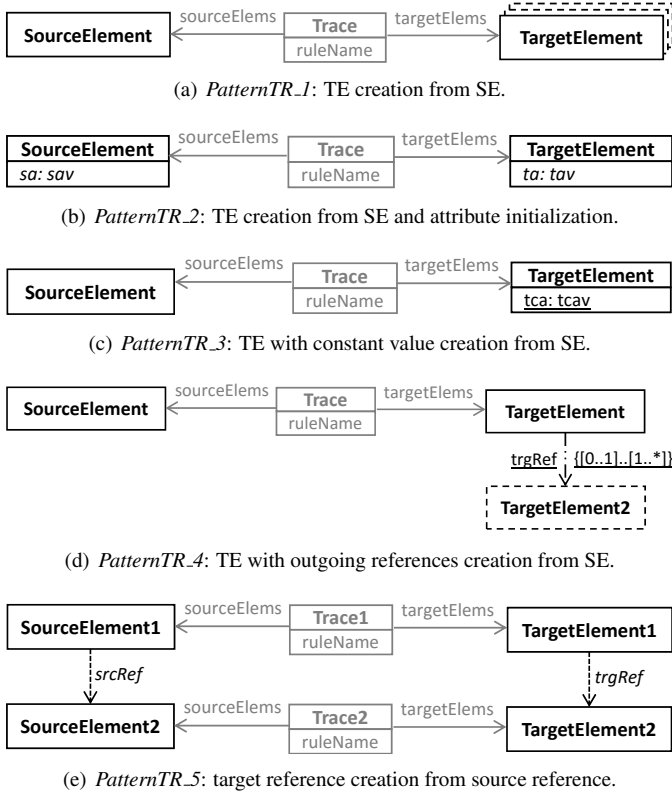 sourceElems Trace targetElems
SourceElement ruleName TargetElement
(a) PatternTR_1: TE creation from SE.
SourceElement sourceElems Trace targetElems TargetElement
sa: sav ruleName ta: tav
(b) PatternTR_2: TE creation from SE and attribute initialization.
sourceElems Trace targetElems TargetElement
SourceElement ruleName tca: tcav
(c) PatternTR_3: TE with constant value creation from SE.
SourceElement sourceElems Trace targetElems TargetElement
ruleName
trgRef {[0..1]..[1..*]}
TargetElement2
(d) PatternTR_4: TE with outgoing references creation from SE.
SourceElement1 sourceElems Trace1 targetElems TargetElement1
ruleName
srcRef trgRef
SourceElement2 sourceElems Trace2 targetElems TargetElement2
ruleName
(e) PatternTR_5: target reference creation from source reference.